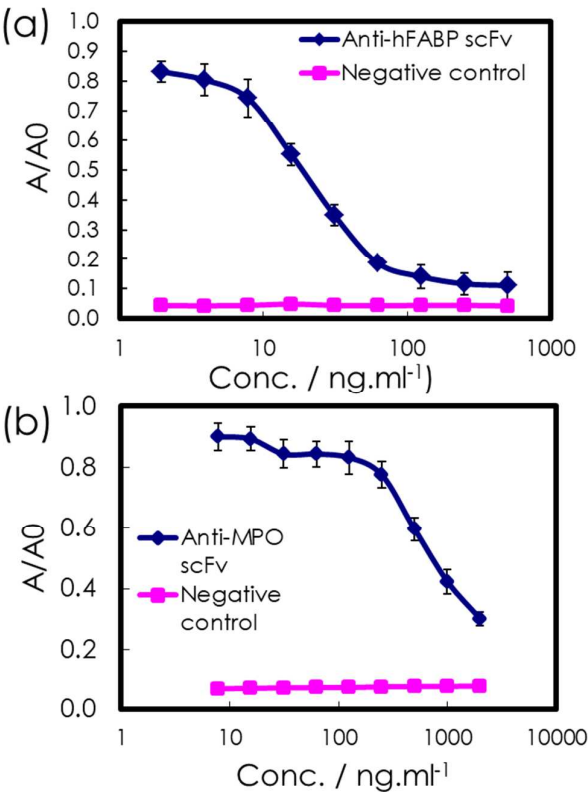 (a)
1.0
0.9
0.8
0.7
0.6
0.5
0.4
0.3
0.2
0.1
0.0
A/A0
Anti-hFABP scFv
Negative control
1 10 100 1000
Conc. / ng.ml-1)
(b)
1.0
0.8
0.6
0.4
0.2
0.0
A/A0
Anti-MPO
scFv
Negative
control
1 10 100 1000 10000
Conc. / ng.ml-1